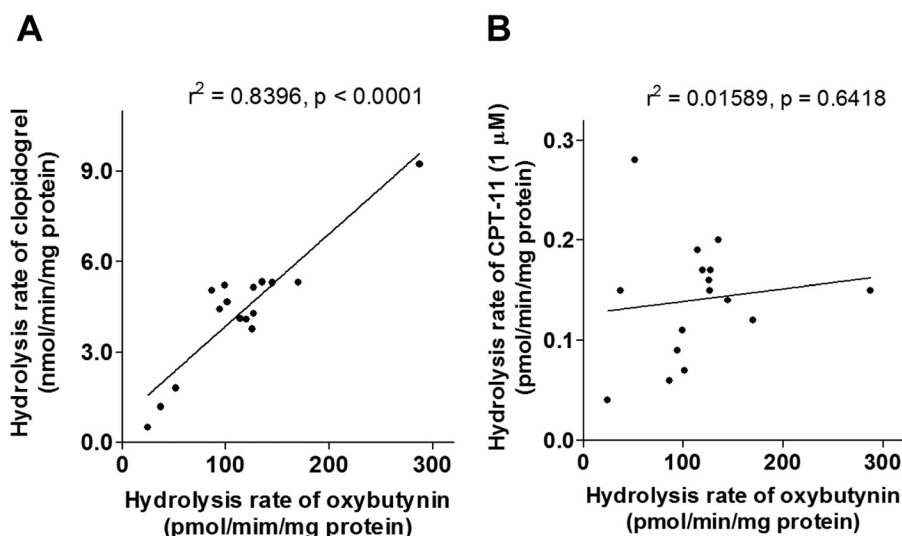 A
r² = 0.8396, p < 0.0001
Hydrolysis rate of clopidogrel
(nmol/min/mg protein)
9.0
6.0
3.0
0.0
0
100
200
300
Hydrolysis rate of oxybutynin
(pmol/mim/mg protein)
B
r² = 0.01589, p = 0.6418
Hydrolysis rate of CPT-11 (1 μM)
(pmol/min/mg protein)
0.3
0.2
0.1
0.0
0
100
200
300
Hydrolysis rate of oxybutynin
(pmol/min/mg protein)